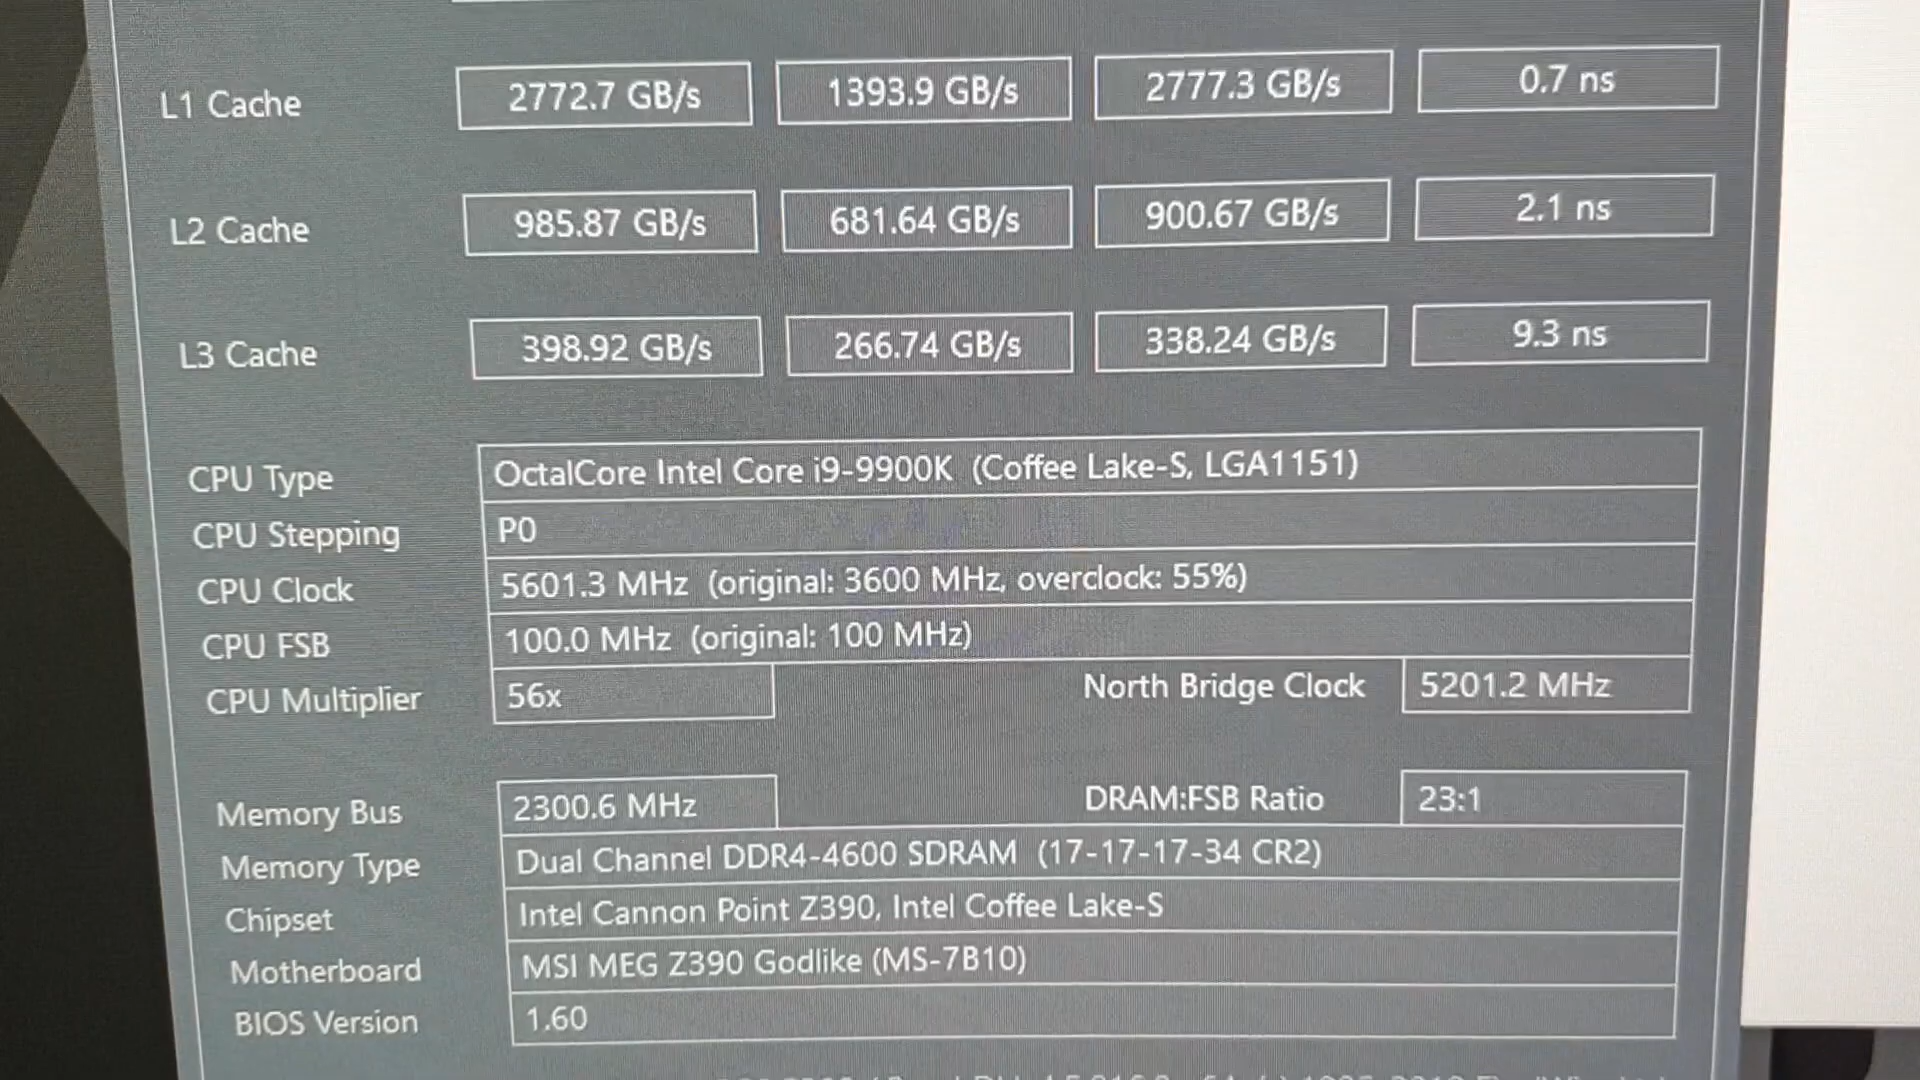 L1 Cache 2772.7 GB/s 1393.9 GB/s 2777.3 GB/s 0.7 ns
L2 Cache 985.87 GB/s 681.64 GB/s 900.67 GB/s 2.1 ns
L3 Cache 398.92 GB/s 266.74 GB/s 338.24 GB/s 9.3 ns
CPU Type OctalCore Intel Core i9-9900K (Coffee Lake-S, LGA1151)
CPU Stepping P0
CPU Clock 5601.3 MHz (original: 3600 MHz, overclock: 55%)
CPU FSB 100.0 MHz (original: 100 MHz)
CPU Multiplier 56x North Bridge Clock 5201.2 MHz
Memory Bus 2300.6 MHz DRAM:FSB Ratio 23:1
Memory Type Dual Channel DDR4-4600 SDRAM (17-17-17-34 CR2)
Chipset Intel Cannon Point Z390, Intel Coffee Lake-S
Motherboard MSI MEG Z390 Godlike (MS-7B10)
BIOS Version 1.60